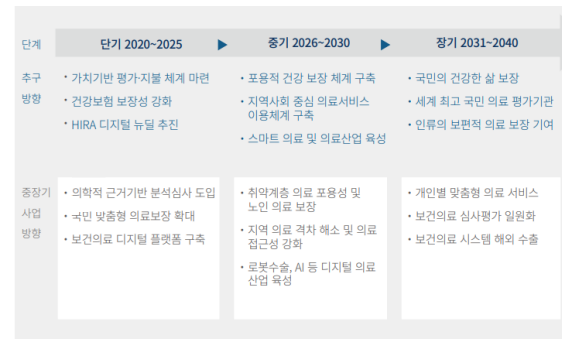 단계 단기 2020~2025 ▶ 중기 2026~2030 ▶ 장기 2031~2040
추구
방향
· 가치기반 평가·지불 체계 마련
· 건강보험 보장성 강화
· HIRA 디지털 뉴딜 추진
· 포용적 건강 보장 체계 구축
· 지역사회 중심 의료서비스
이용체계 구축
· 스마트 의료 및 의료산업 육성
· 국민의 건강한 삶 보장
· 세계 최고 국민 의료 평가기관
· 인류의 보편적 의료 보장 기여
중장기
사업
방향
· 의학적 근거기반 분석심사 도입
· 국민 맞춤형 의료보장 확대
· 보건의료 디지털 플랫폼 구축
· 취약계층 의료 포용성 및
노인 의료 보장
· 지역 의료 격차 해소 및 의료
접근성 강화
· 로봇수술, AI 등 디지털 의료
산업 육성
· 개인별 맞춤형 의료 서비스
· 보건의료 심사평가 일원화
· 보건의료 시스템 해외 수출